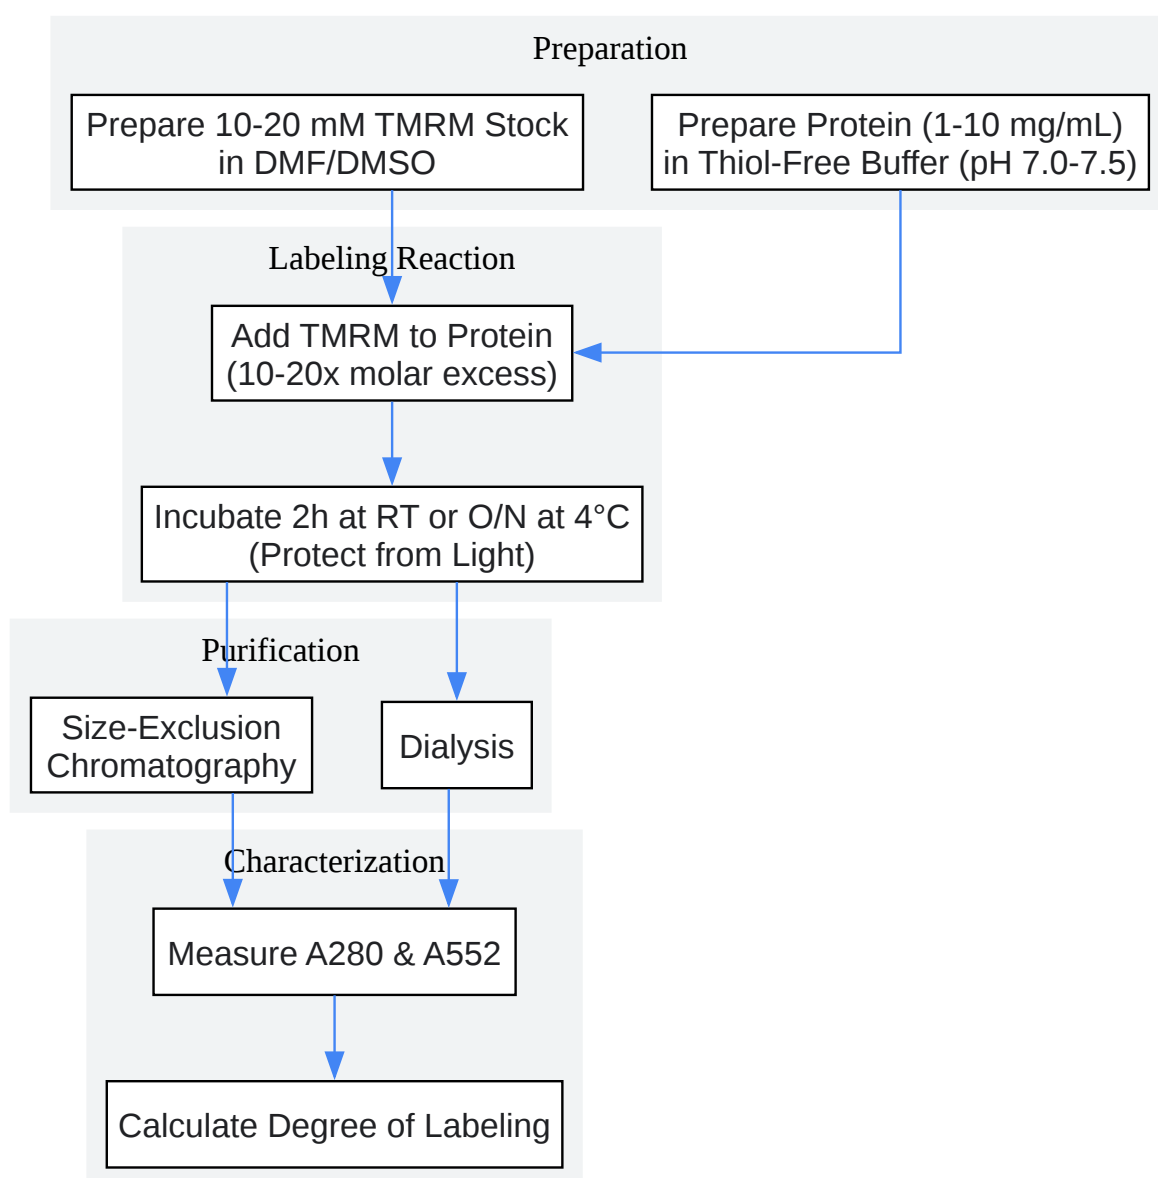 Preparation
Prepare 10-20 mM TMRM Stock
in DMF/DMSO
Prepare Protein (1-10 mg/mL)
in Thiol-Free Buffer (pH 7.0-7.5)
Labeling Reaction
Add TMRM to Protein
(10-20x molar excess)
Incubate 2h at RT or O/N at 4°C
(Protect from Light)
Purification
Size-Exclusion
Chromatography
Dialysis
Characterization
Measure A280 & A552
Calculate Degree of Labeling